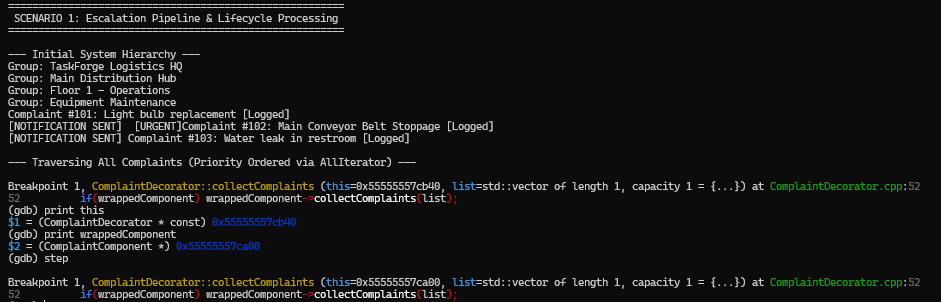 =====================================================
 SCENARIO 1: Escalation Pipeline & Lifecycle Processing
=====================================================
--- Initial System Hierarchy ---
Group: TaskForge Logistics HQ
Group: Main Distribution Hub
Group: Floor 1 - Operations
Group: Equipment Maintenance
Complaint #101: Light bulb replacement [Logged]
[NOTIFICATION SENT]  [URGENT]Complaint #102: Main Conveyor Belt Stoppage [Logged]
[NOTIFICATION SENT] Complaint #103: Water leak in restroom [Logged]
--- Traversing All Complaints (Priority Ordered via AllIterator) ---
Breakpoint 1, ComplaintDecorator::collectComplaints (this=0x55555557cb40, list=std::vector of length 1, capacity 1 = {...}) at ComplaintDecorator.cpp:52
52          if(wrappedComponent) wrappedComponent->collectComplaints(list);
(gdb) print this
$1 = (ComplaintDecorator * const) 0x55555557cb40
(gdb) print wrappedComponent
$2 = (ComplaintComponent *) 0x55555557ca00
(gdb) step
Breakpoint 1, ComplaintDecorator::collectComplaints (this=0x55555557ca00, list=std::vector of length 1, capacity 1 = {...}) at ComplaintDecorator.cpp:52
52          if(wrappedComponent) wrappedComponent->collectComplaints(list);